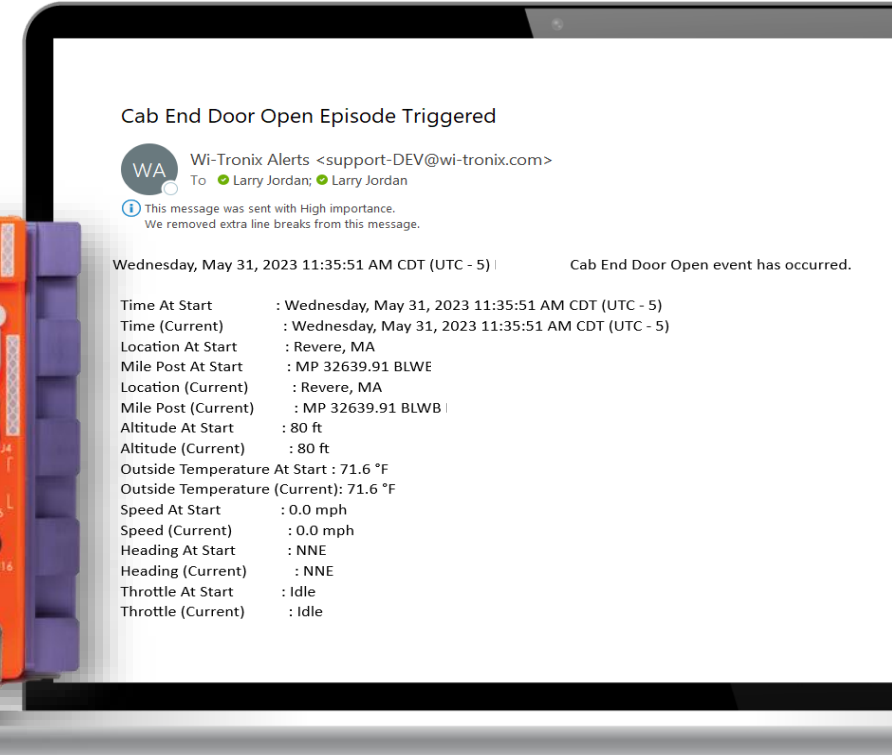 Cab End Door Open Episode Triggered
WA
Wi-Tronix Alerts <support-DEV@wi-tronix.com>
To Larry Jordan; Larry Jordan
This message was sent with High importance.
We removed extra line breaks from this message.
Wednesday, May 31, 2023 11:35:51 AM CDT (UTC - 5) Cab End Door Open event has occurred.
Time At Start : Wednesday, May 31, 2023 11:35:51 AM CDT (UTC - 5)
Time (Current) : Wednesday, May 31, 2023 11:35:51 AM CDT (UTC - 5)
Location At Start : Revere, MA
Mile Post At Start : MP 32639.91
Location (Current) : Revere, MA
Mile Post (Current) : MP 32639.91 BLWB
Altitude At Start : 80 ft
Altitude (Current) : 80 ft
Outside Temperature At Start : 71.6 °F
Outside Temperature (Current): 71.6 °F
Speed At Start : 0.0 mph
Speed (Current) : 0.0 mph
Heading At Start : NNE
Heading (Current) : NNE
Throttle At Start : Idle
Throttle (Current) : Idle
J4
16